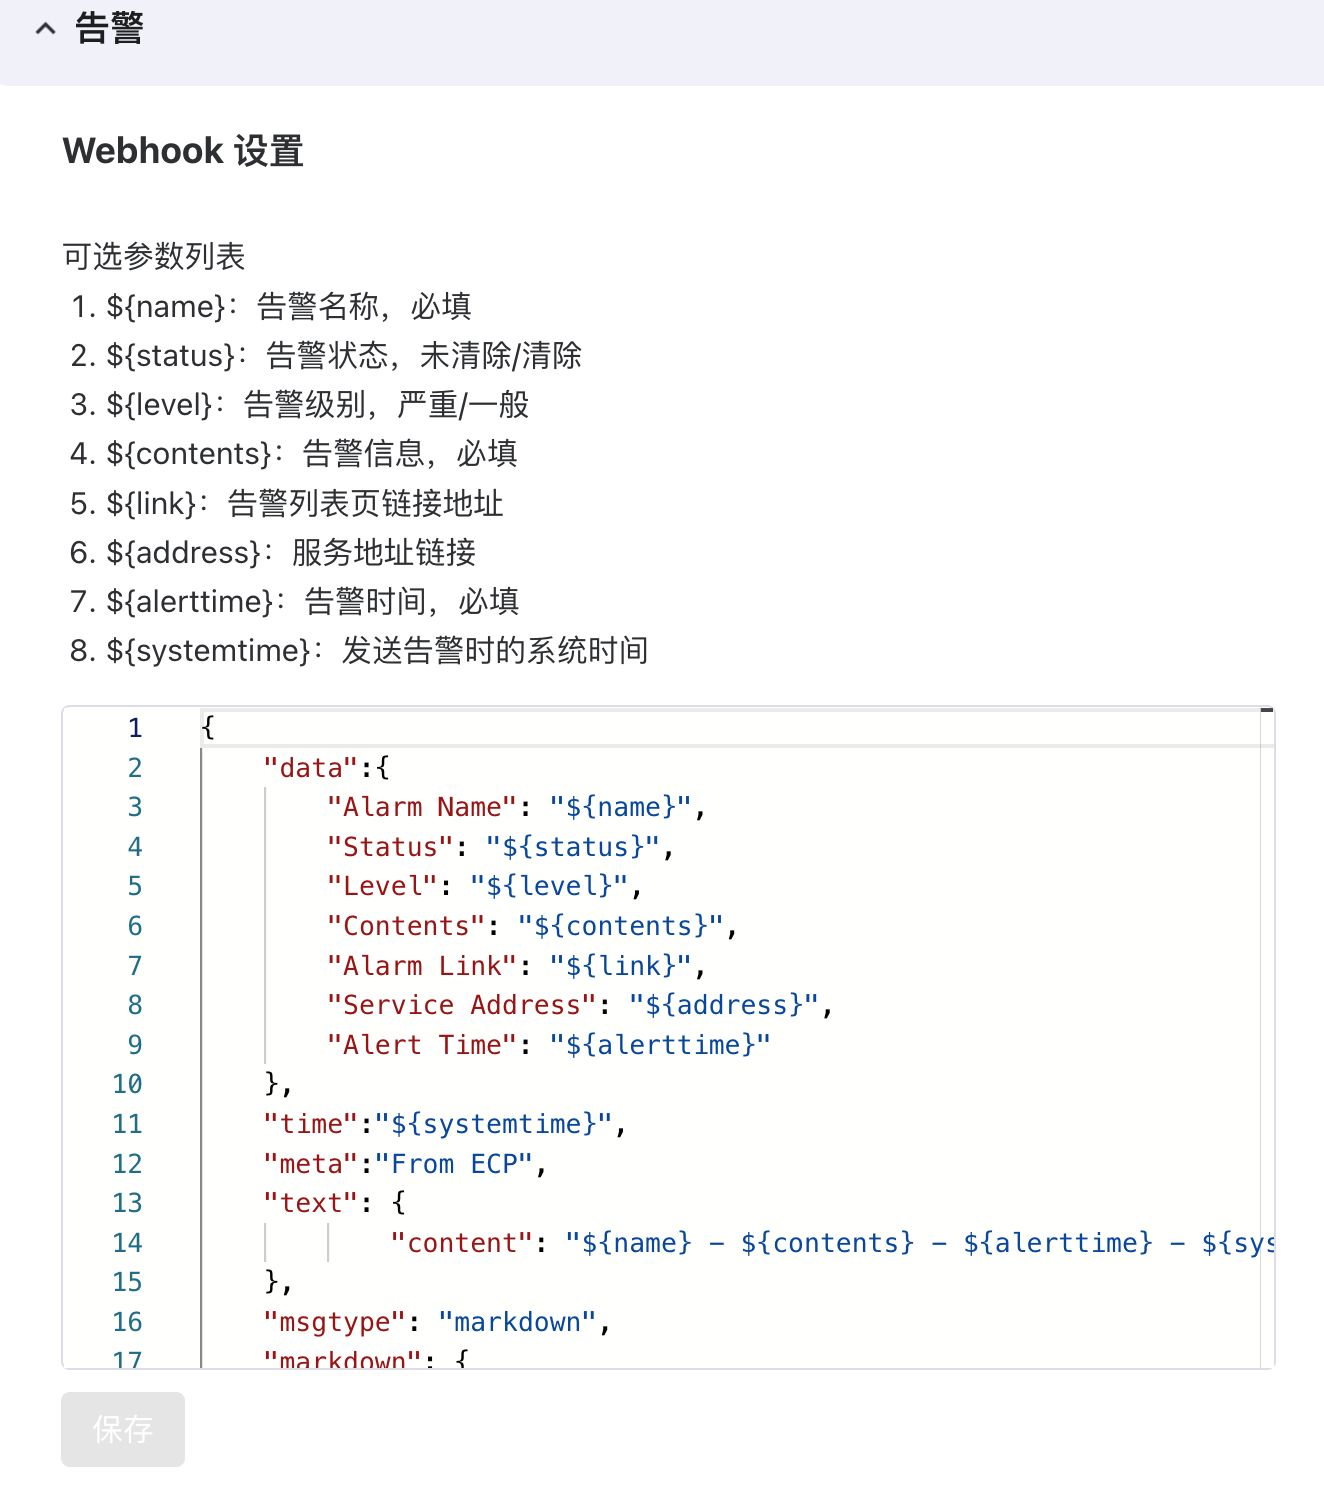 告警
Webhook 设置
可选参数列表
1. ${name}：告警名称，必填
2. ${status}：告警状态，未清除/清除
3. ${level}：告警级别，严重/一般
4. ${contents}：告警信息，必填
5. ${link}：告警列表页链接地址
6. ${address}：服务地址链接
7. ${alerttime}：告警时间，必填
8. ${systemtime}：发送告警时的系统时间
1 {
2 "data":{
3 "Alarm Name": "${name}",
4 "Status": "${status}",
5 "Level": "${level}",
6 "Contents": "${contents}",
7 "Alarm Link": "${link}",
8 "Service Address": "${address}",
9 "Alert Time": "${alerttime}"
10 },
11 "time":"${systemtime}",
12 "meta":"From ECP",
13 "text": {
14 "content": "${name} - ${contents} - ${alerttime} - ${sys
15 },
16 "msgtype": "markdown",
17 "markdown": {
保存